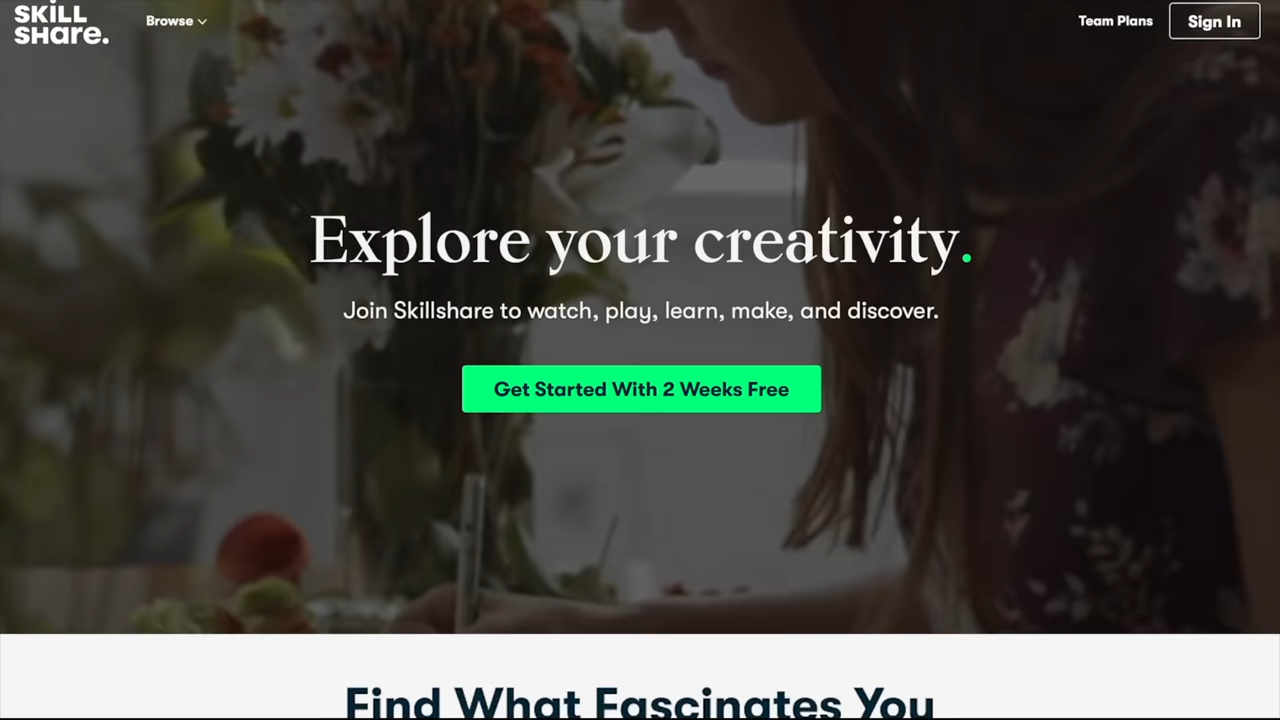 SKiLL
SHare.
Browse
Team Plans
Sign In
Explore your creativity.
Join Skillshare to watch, play, learn, make, and discover.
Get Started With 2 Weeks Free
Find What Fascinates You